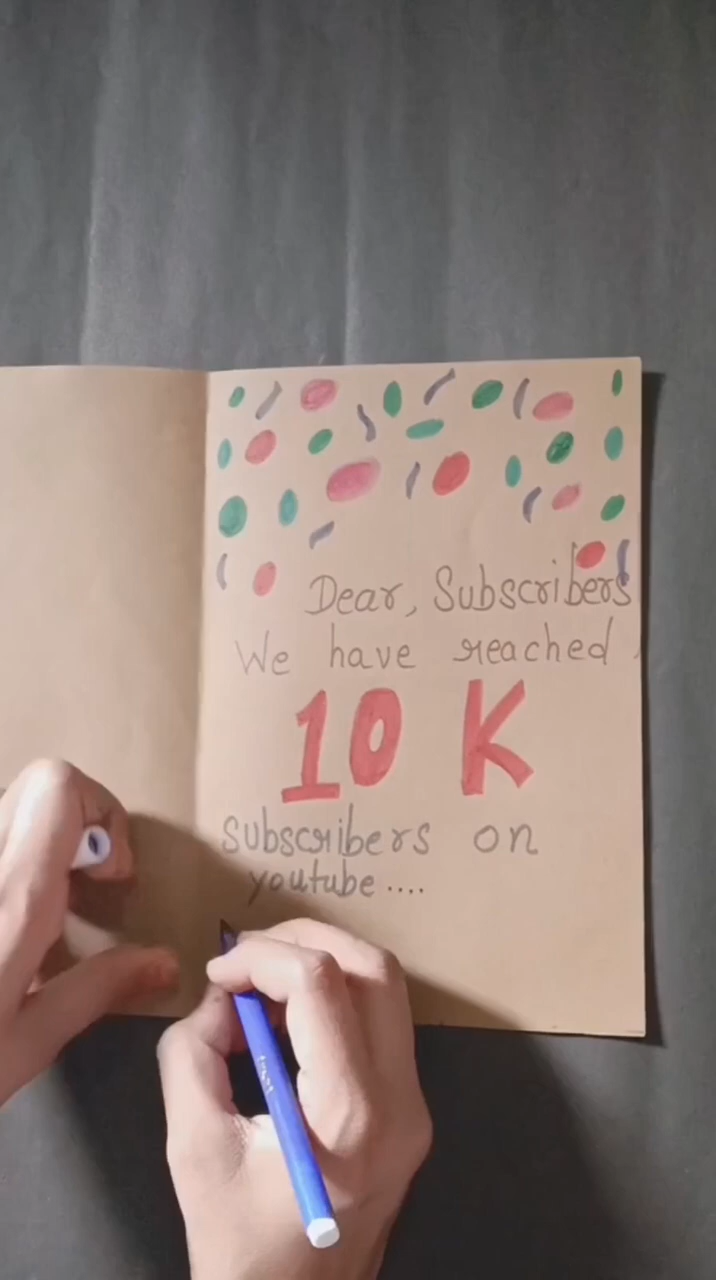 Dear, Subscribers
We have reached
10 K
Subscribers on
youtube....